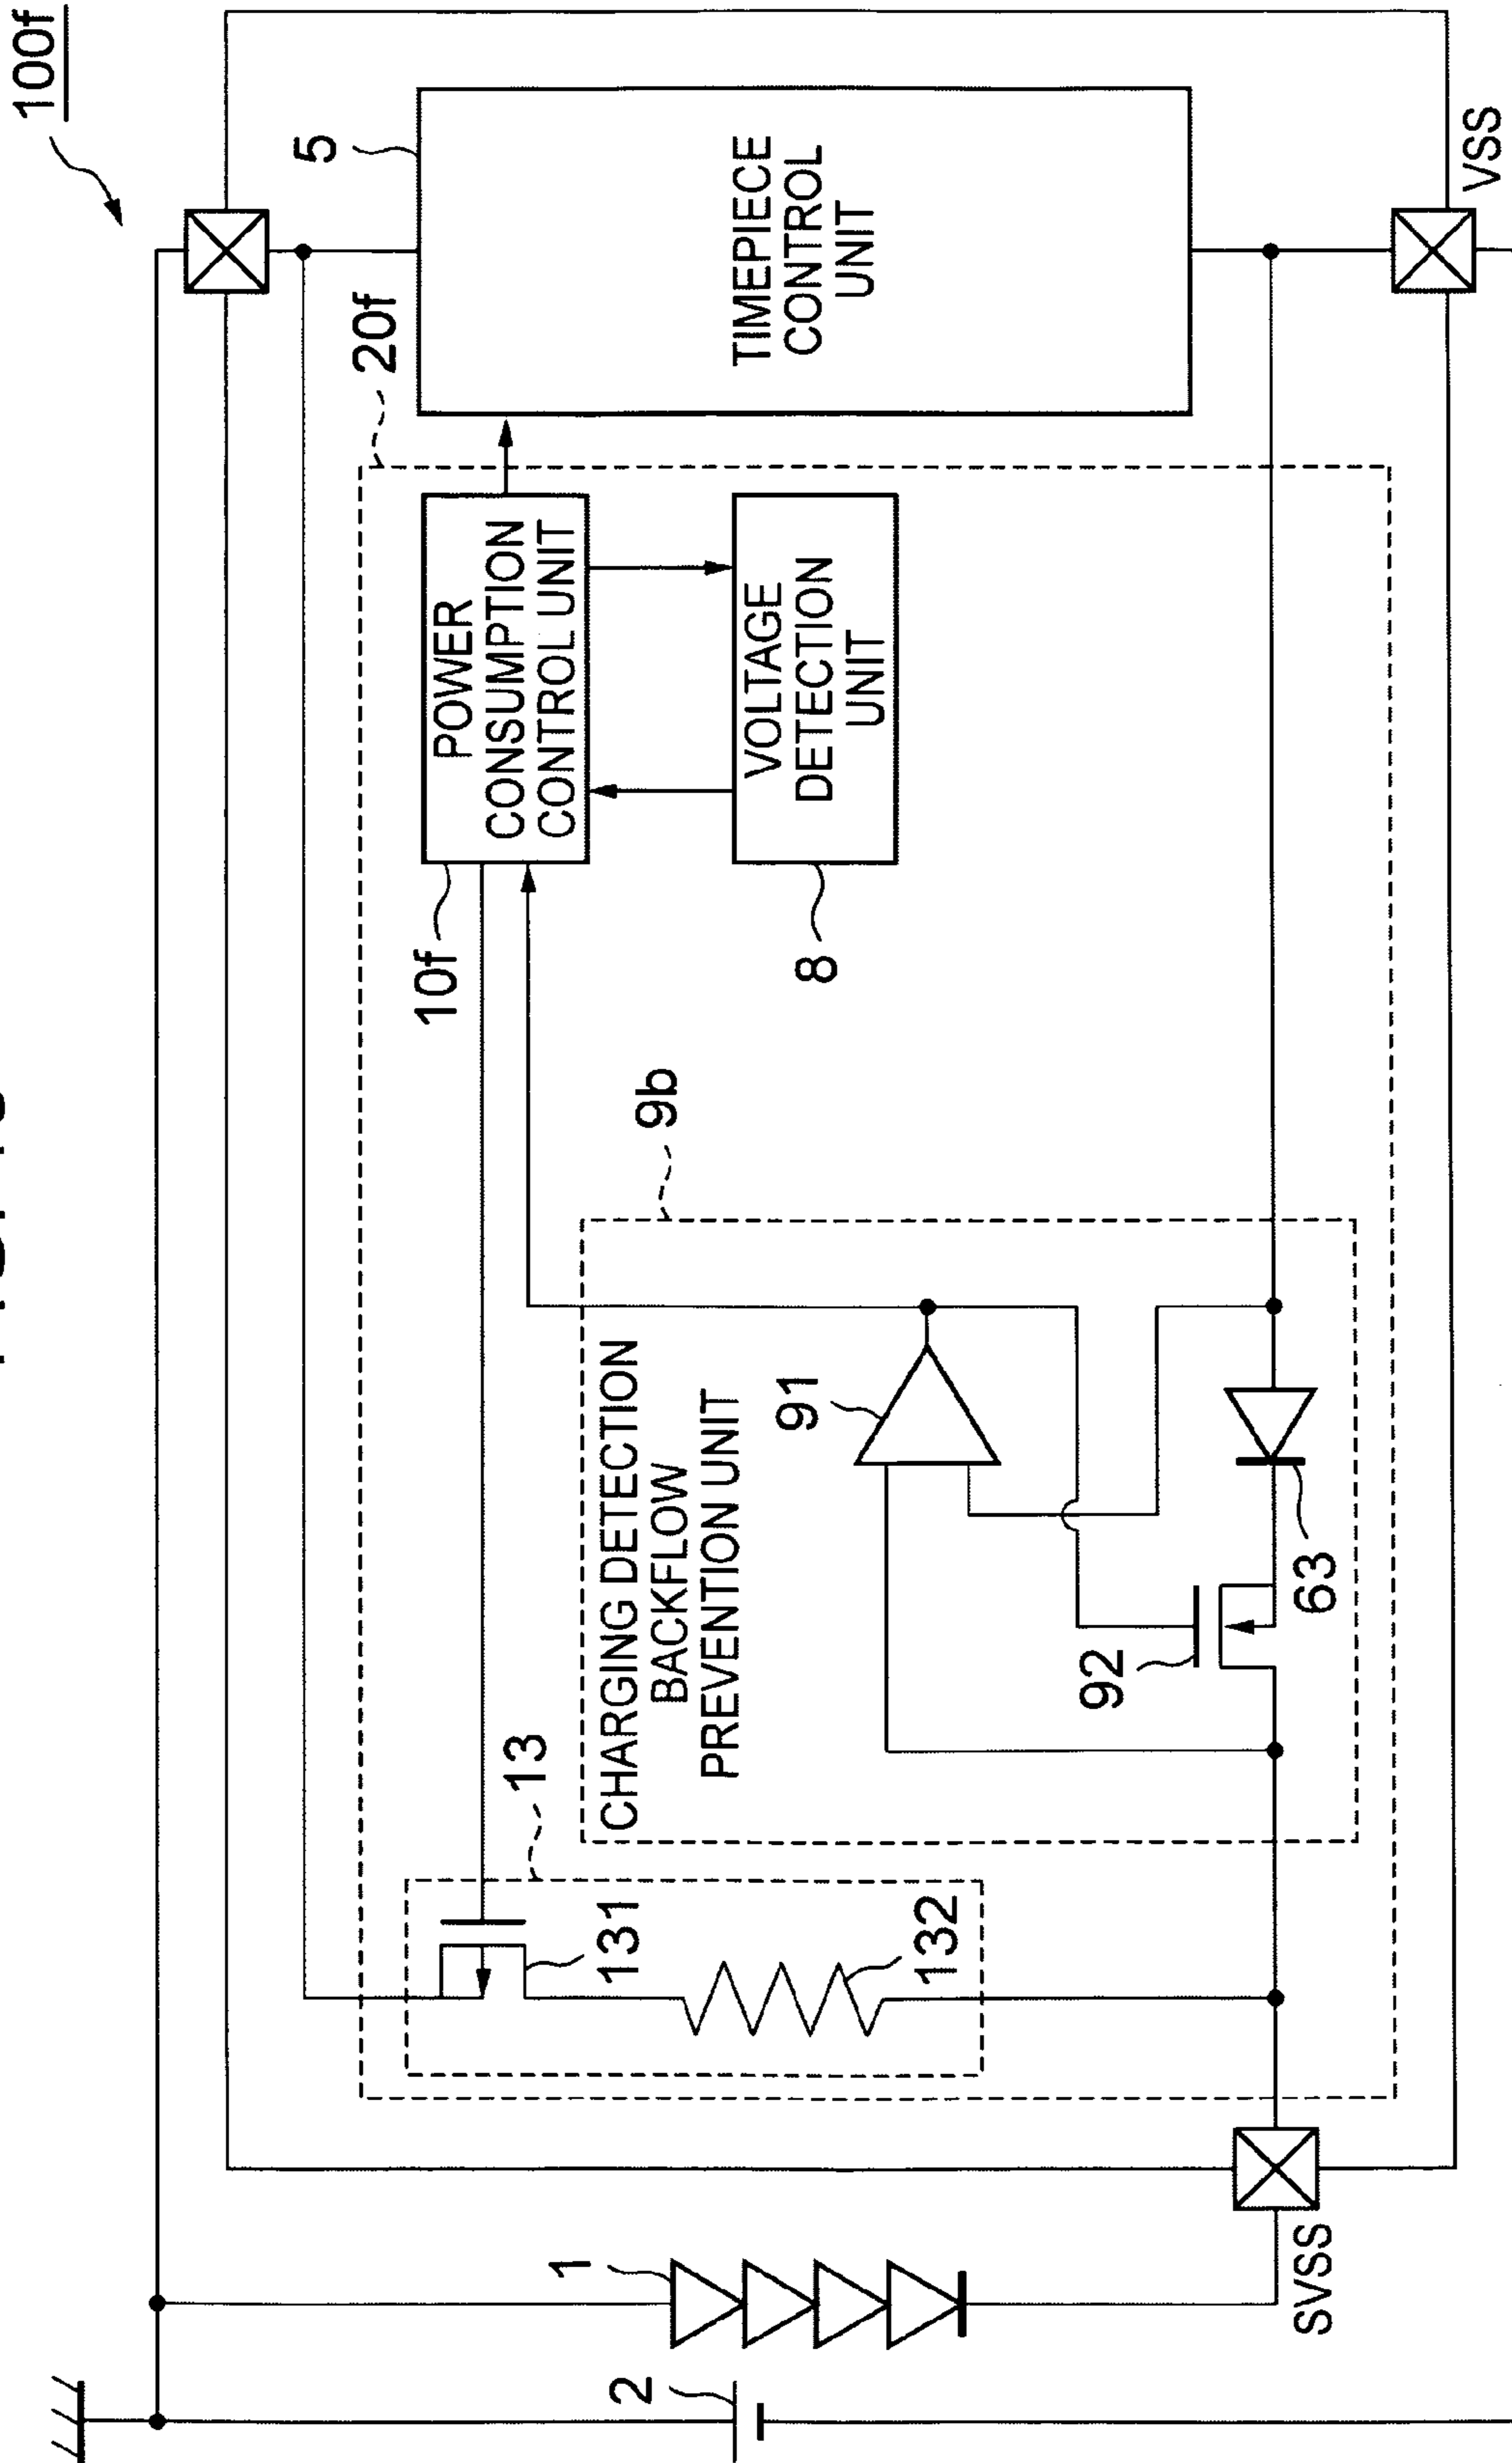 100f
5
TIMEPIECE
CONTROL
UNIT
VSS
20f
POWER
CONSUMPTION
CONTROL UNIT
10f
VOLTAGE
DETECTION
UNIT
8
9b
CHARGING DETECTION
BACKFLOW
PREVENTION UNIT
91
92
63
13
131
132
1
SVSS
2